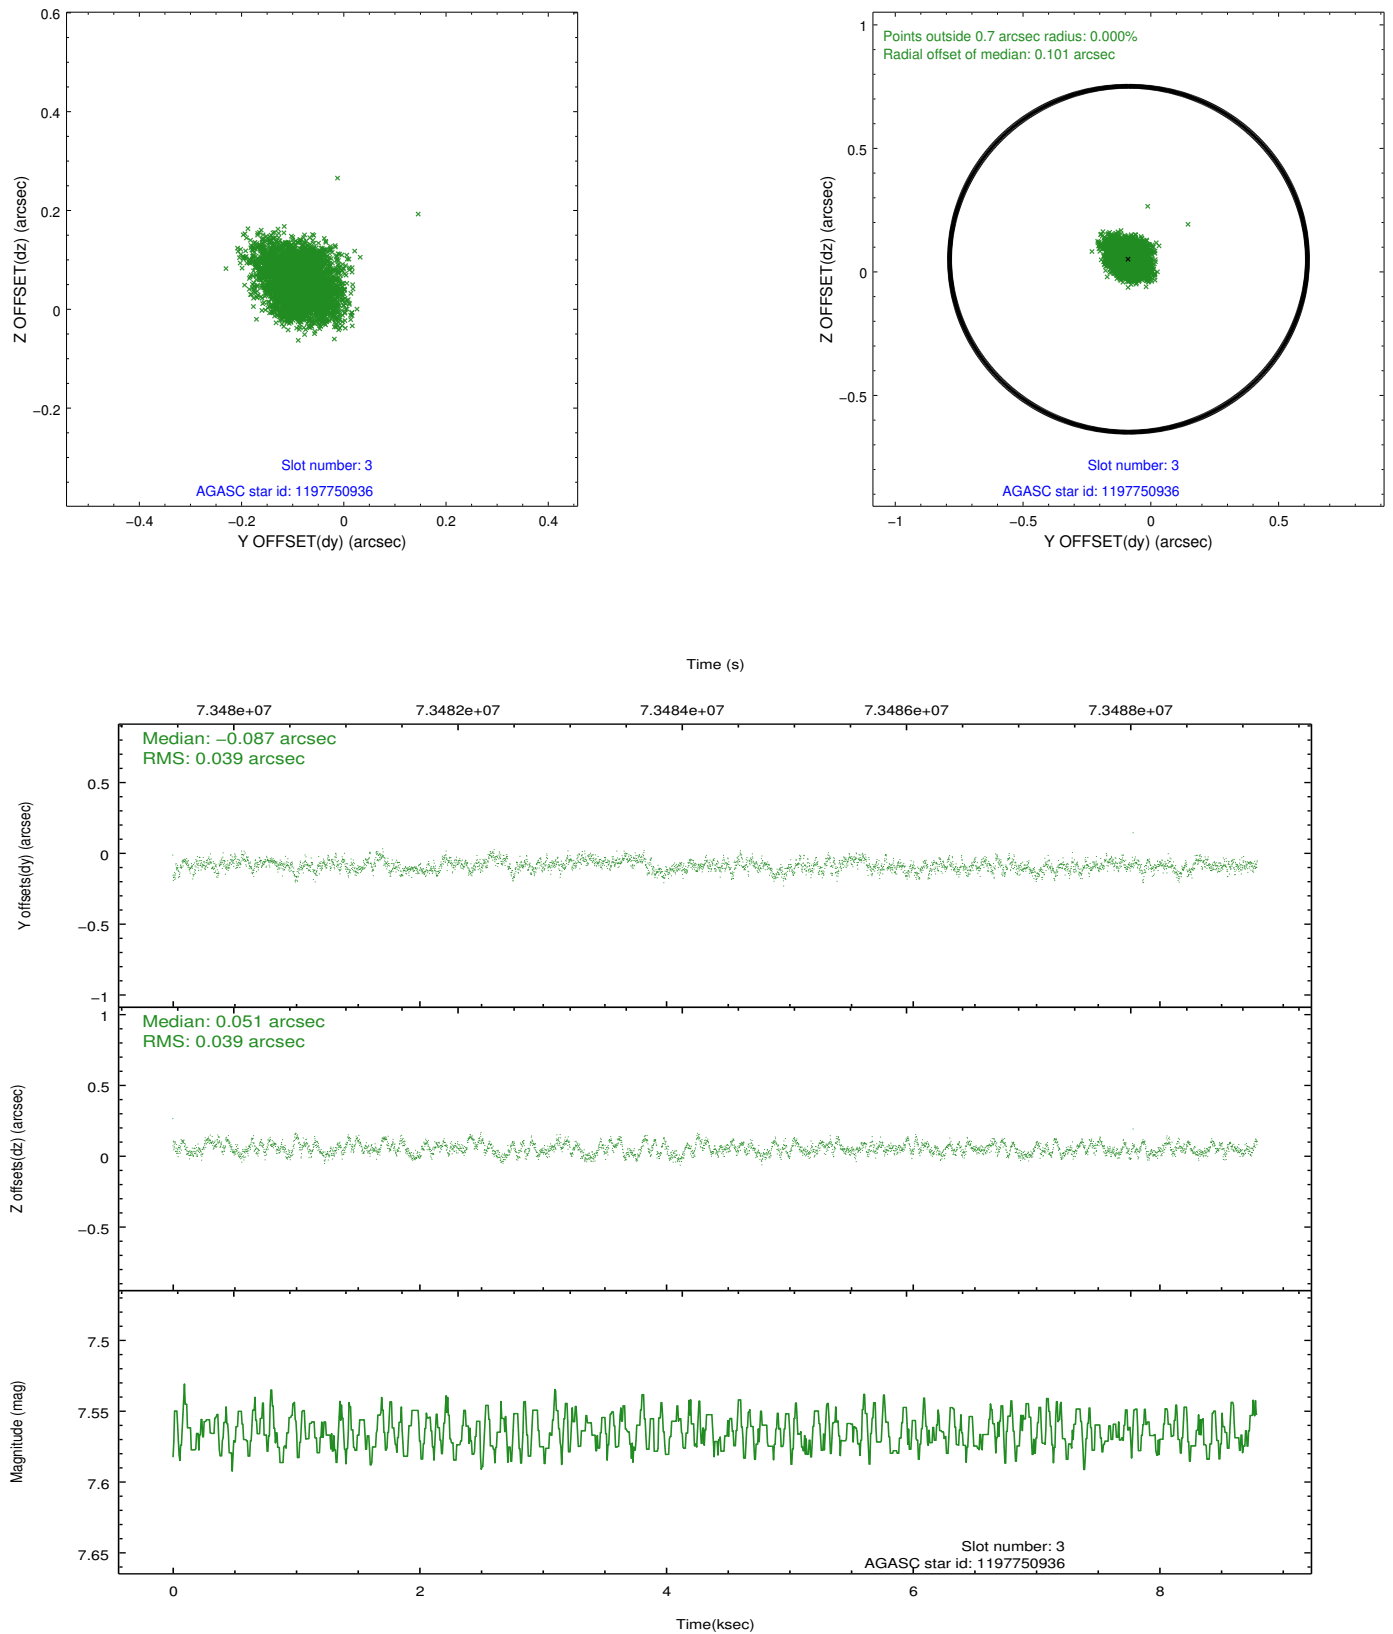 0.6
0.4
0.2
0
−0.2
Z OFFSET(dz) (arcsec)
Slot number: 3
AGASC star id: 1197750936
−0.4
−0.2
0
0.2
0.4
Y OFFSET(dy) (arcsec)
Points outside 0.7 arcsec radius: 0.000%
Radial offset of median: 0.101 arcsec
1
0.5
0
−0.5
Z OFFSET(dz) (arcsec)
Slot number: 3
AGASC star id: 1197750936
−1
−0.5
0
0.5
Y OFFSET(dy) (arcsec)
Time (s)
7.348e+07
7.3482e+07
7.3484e+07
7.3486e+07
7.3488e+07
Median: −0.087 arcsec
RMS: 0.039 arcsec
0.5
0
−0.5
−1
Y offsets(dy) (arcsec)
Median: 0.051 arcsec
RMS: 0.039 arcsec
1
0.5
0
−0.5
Z offsets(dz) (arcsec)
7.5
7.55
7.6
7.65
Magnitude (mag)
Slot number: 3
AGASC star id: 1197750936
0
2
4
6
8
Time(ksec)